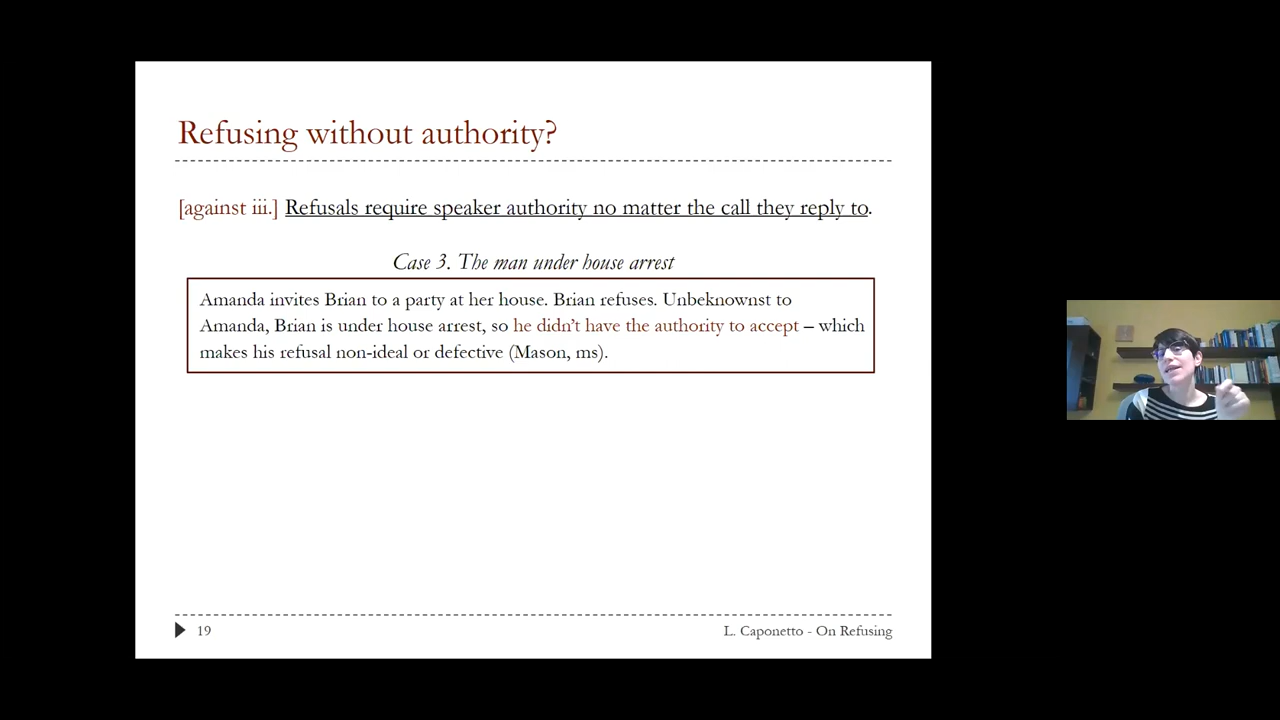 Refusing without authority?
[against iii.] Refusals require speaker authority no matter the call they reply to.
Case 3. The man under house arrest
Amanda invites Brian to a party at her house. Brian refuses. Unbeknownst to
Amanda, Brian is under house arrest, so he didn't have the authority to accept – which
makes his refusal non-ideal or defective (Mason, ms).
19
L. Caponetto - On Refusing